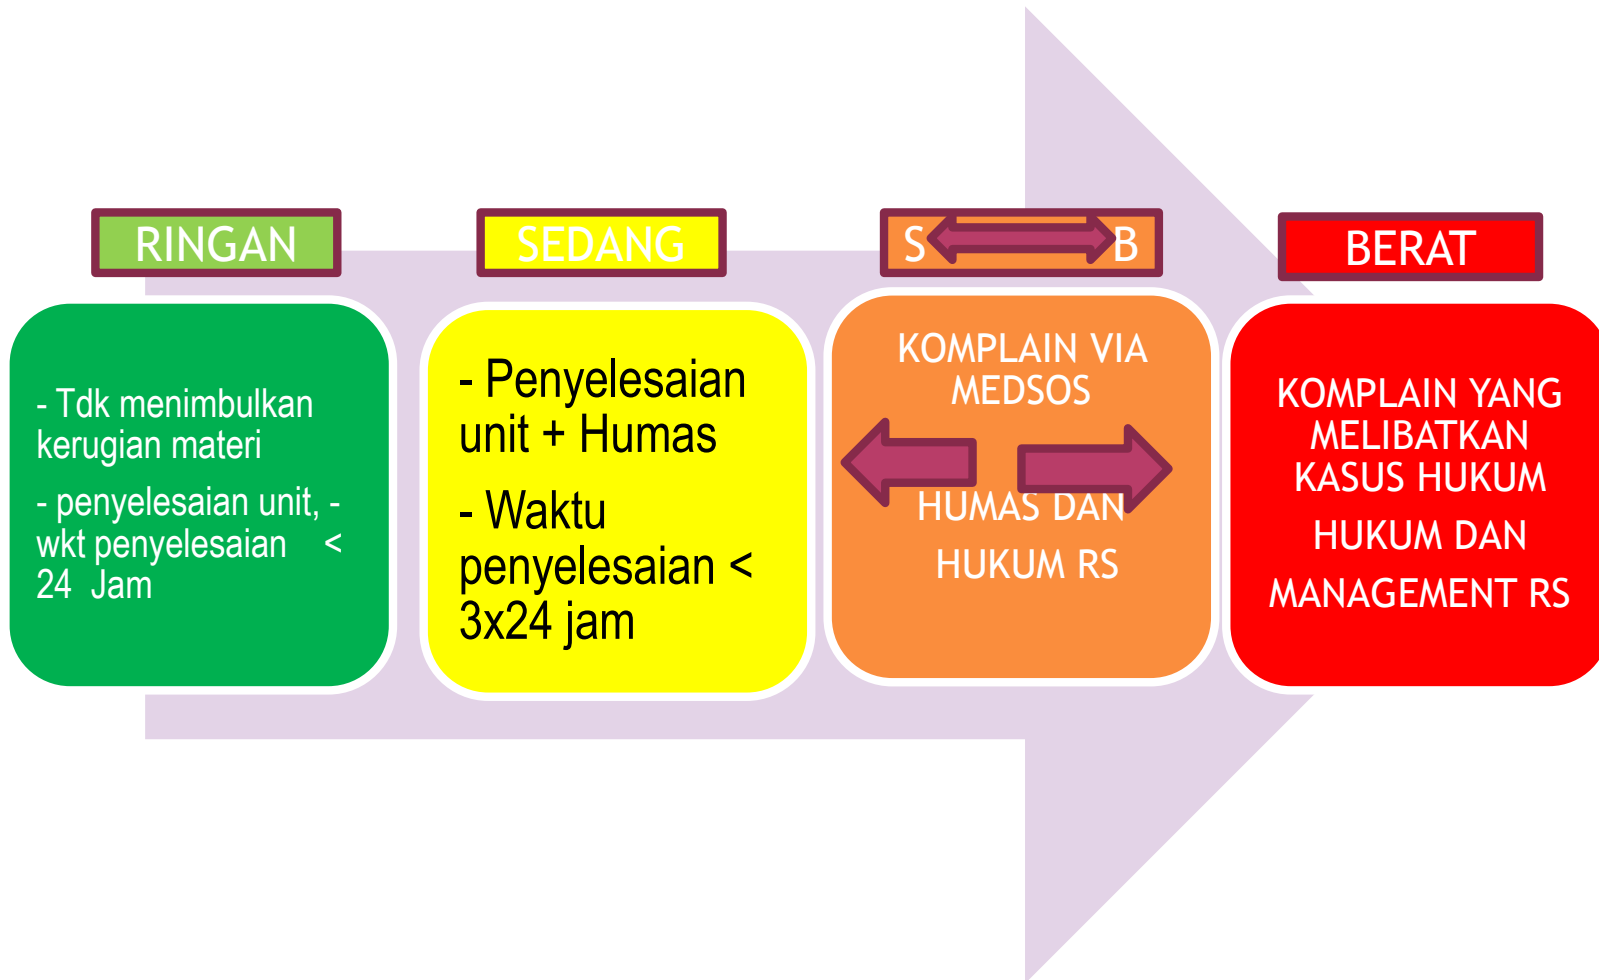 RINGAN
- Tdk menimbulkan
kerugian materi
- penyelesaian unit, -
wkt penyelesaian <
24 Jam
SEDANG
- Penyelesaian
unit + Humas
- Waktu
penyelesaian <
3x24 jam
S B
KOMPLAIN VIA
MEDSOS
HUMAS DAN
HUKUM RS
BERAT
KOMPLAIN YANG
MELIBATKAN
KASUS HUKUM
HUKUM DAN
MANAGEMENT RS